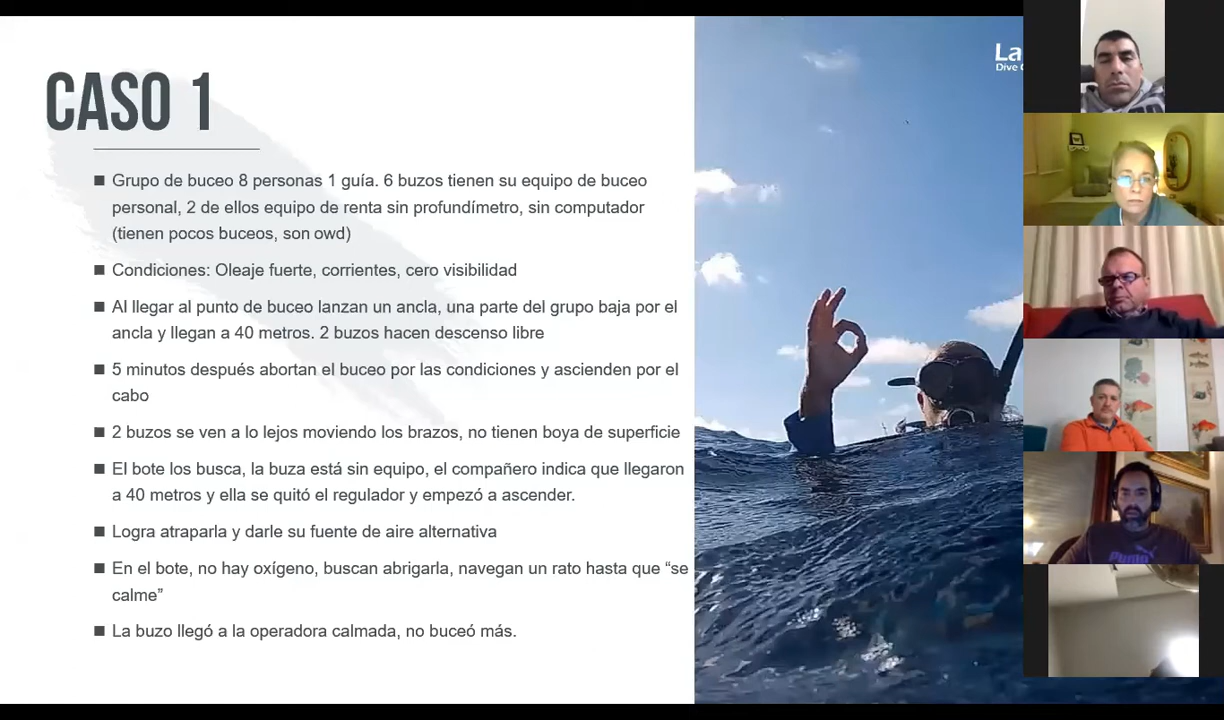 CASO 1
Grupo de buceo 8 personas 1 guía. 6 buzos tienen su equipo de buceo
personal, 2 de ellos equipo de renta sin profundímetro, sin computador
(tienen pocos buceos, son owd)
Condiciones: Oleaje fuerte, corrientes, cero visibilidad
Al llegar al punto de buceo lanzan un ancla, una parte del grupo baja por el
ancla y llegan a 40 metros. 2 buzos hacen descenso libre
5 minutos después abortan el buceo por las condiciones y ascienden por el
cabo
2 buzos se ven a lo lejos moviendo los brazos, no tienen boya de superficie
El bote los busca, la buza está sin equipo, el compañero indica que llegaron
a 40 metros y ella se quitó el regulador y empezó a ascender.
Logra atraparla y darle su fuente de aire alternativa
En el bote, no hay oxígeno, buscan abrigarla, navegan un rato hasta que “se
calme”
La buzo llegó a la operadora calmada, no buceó más.
La
Dive
PUMA